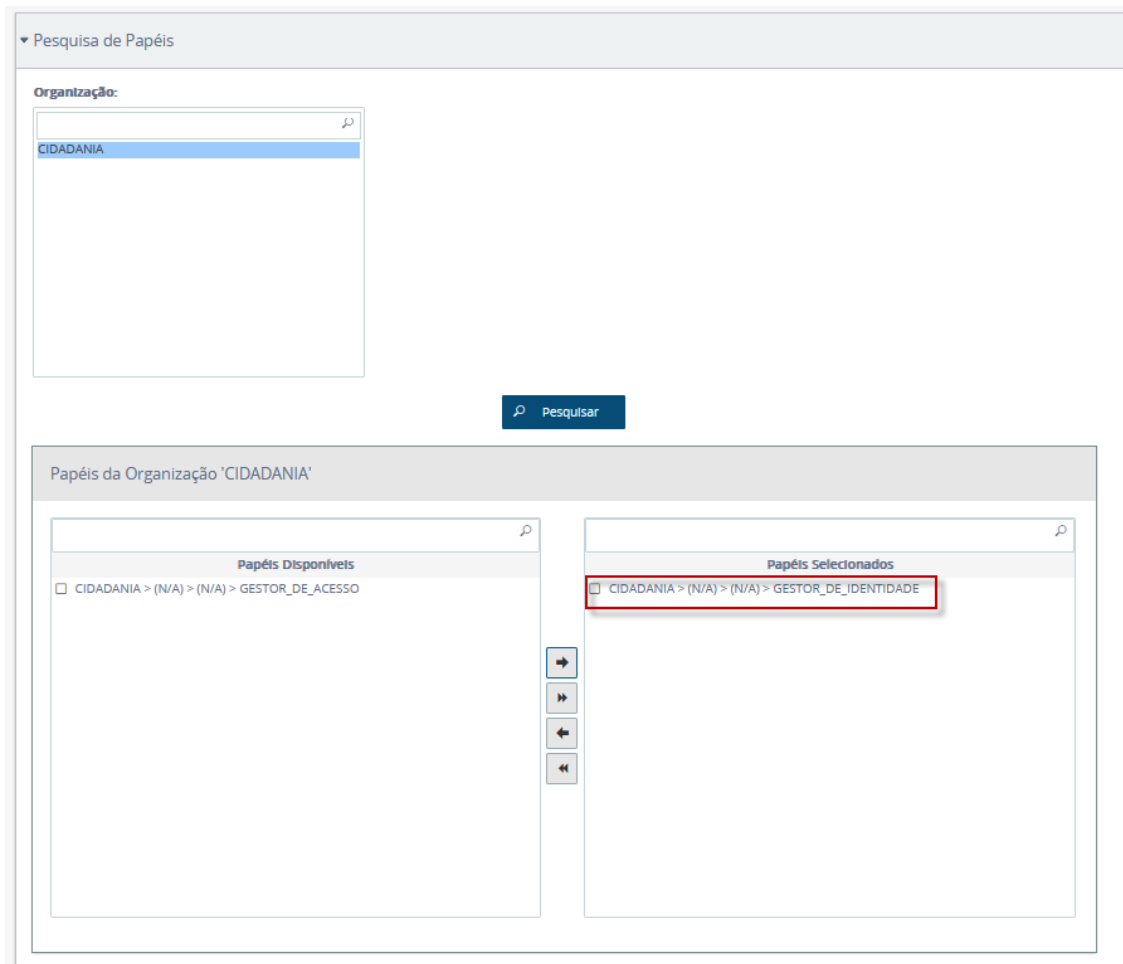 Pesquisa de Papéis
Organização:
CIDADANIA
Pesquisar
Papéis da Organização 'CIDADANIA'
Papéis Disponíveis
CIDADANIA > (N/A) > (N/A) > GESTOR_DE_ACESSO
Papéis Selecionados
CIDADANIA > (N/A) > (N/A) > GESTOR_DE_IDENTIDADE